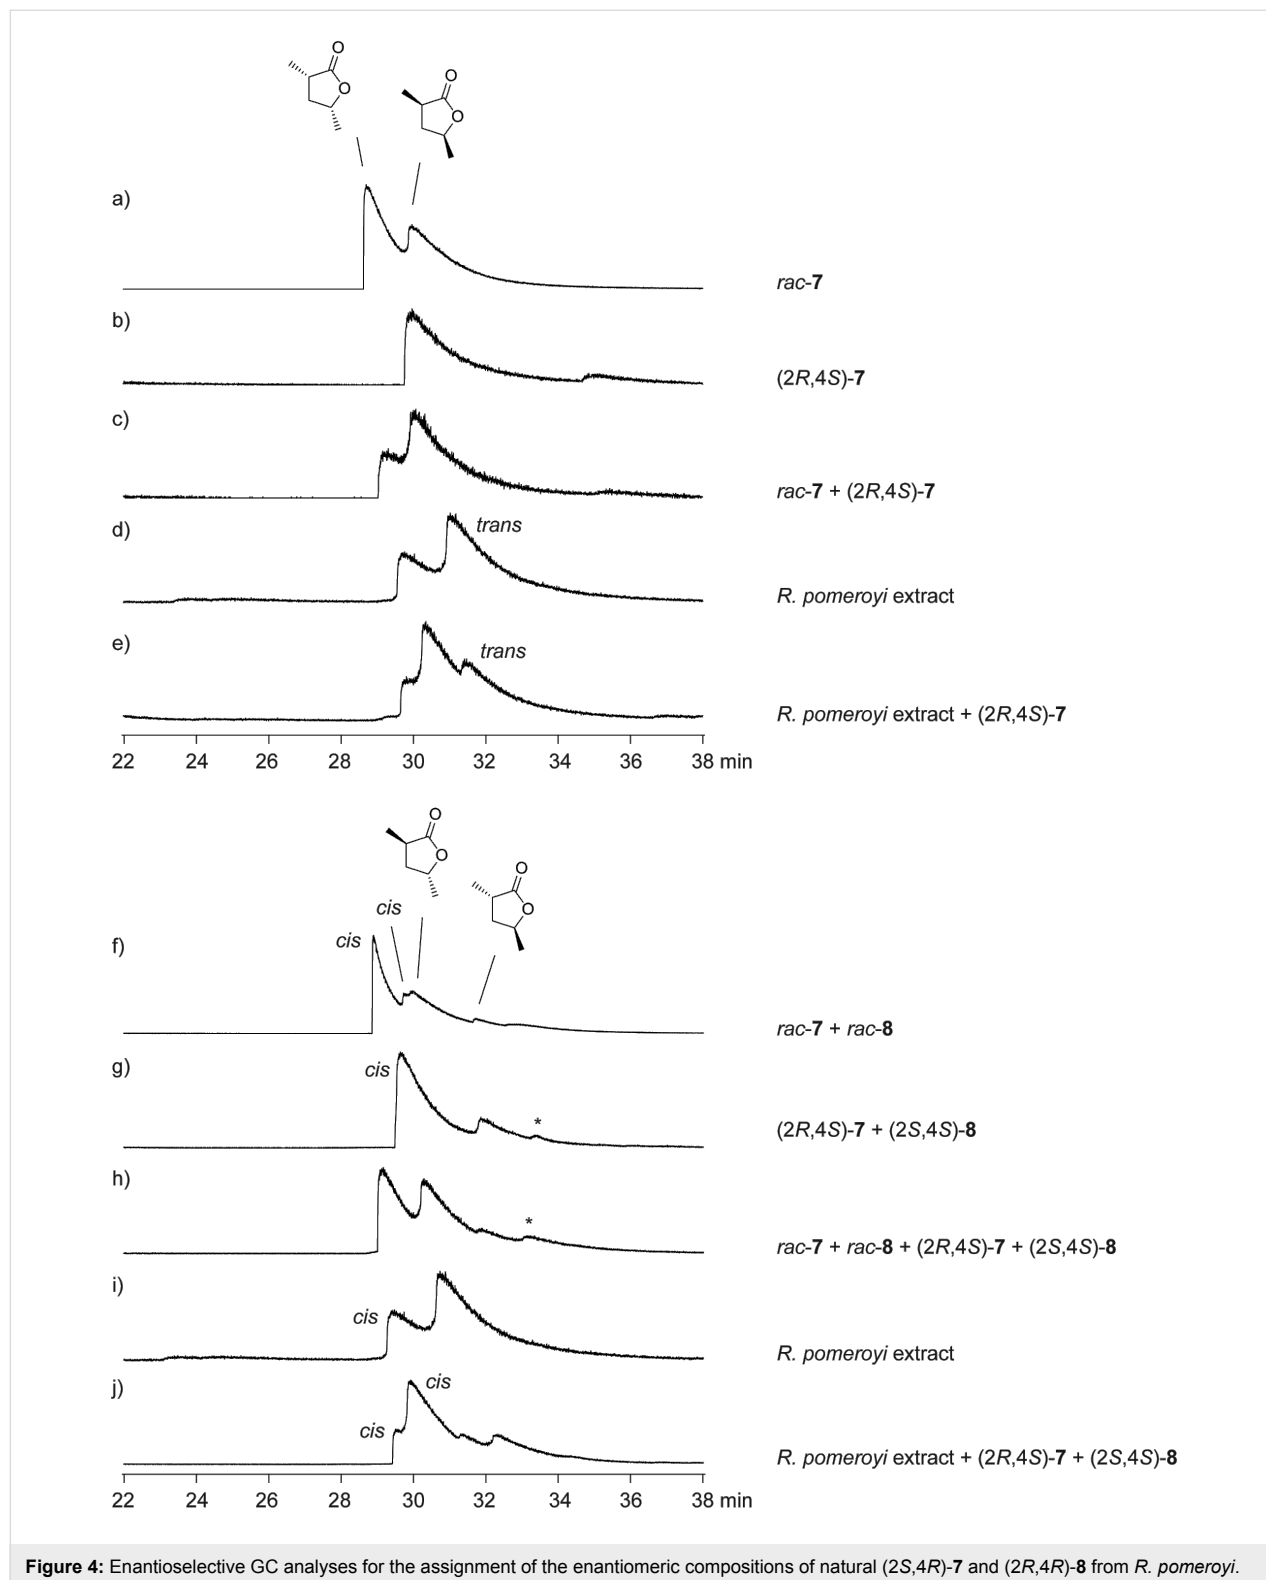 O
O
O
O
a)
rac-7
b)
(2R,4S)-7
c)
rac-7 + (2R,4S)-7
d)
trans
R. pomeroyi extract
e)
trans
R. pomeroyi extract + (2R,4S)-7
22 24 26 28 30 32 34 36 38 min
O
O
O
O
cis
f)
cis
rac-7 + rac-8
g)
cis
*
(2R,4S)-7 + (2S,4S)-8
h)
*
rac-7 + rac-8 + (2R,4S)-7 + (2S,4S)-8
i)
cis
R. pomeroyi extract
j)
cis
cis
R. pomeroyi extract + (2R,4S)-7 + (2S,4S)-8
22 24 26 28 30 32 34 36 38 min
Figure 4: Enantioselective GC analyses for the assignment of the enantiomeric compositions of natural (2S,4R)-7 and (2R,4R)-8 from R. pomeroyi.